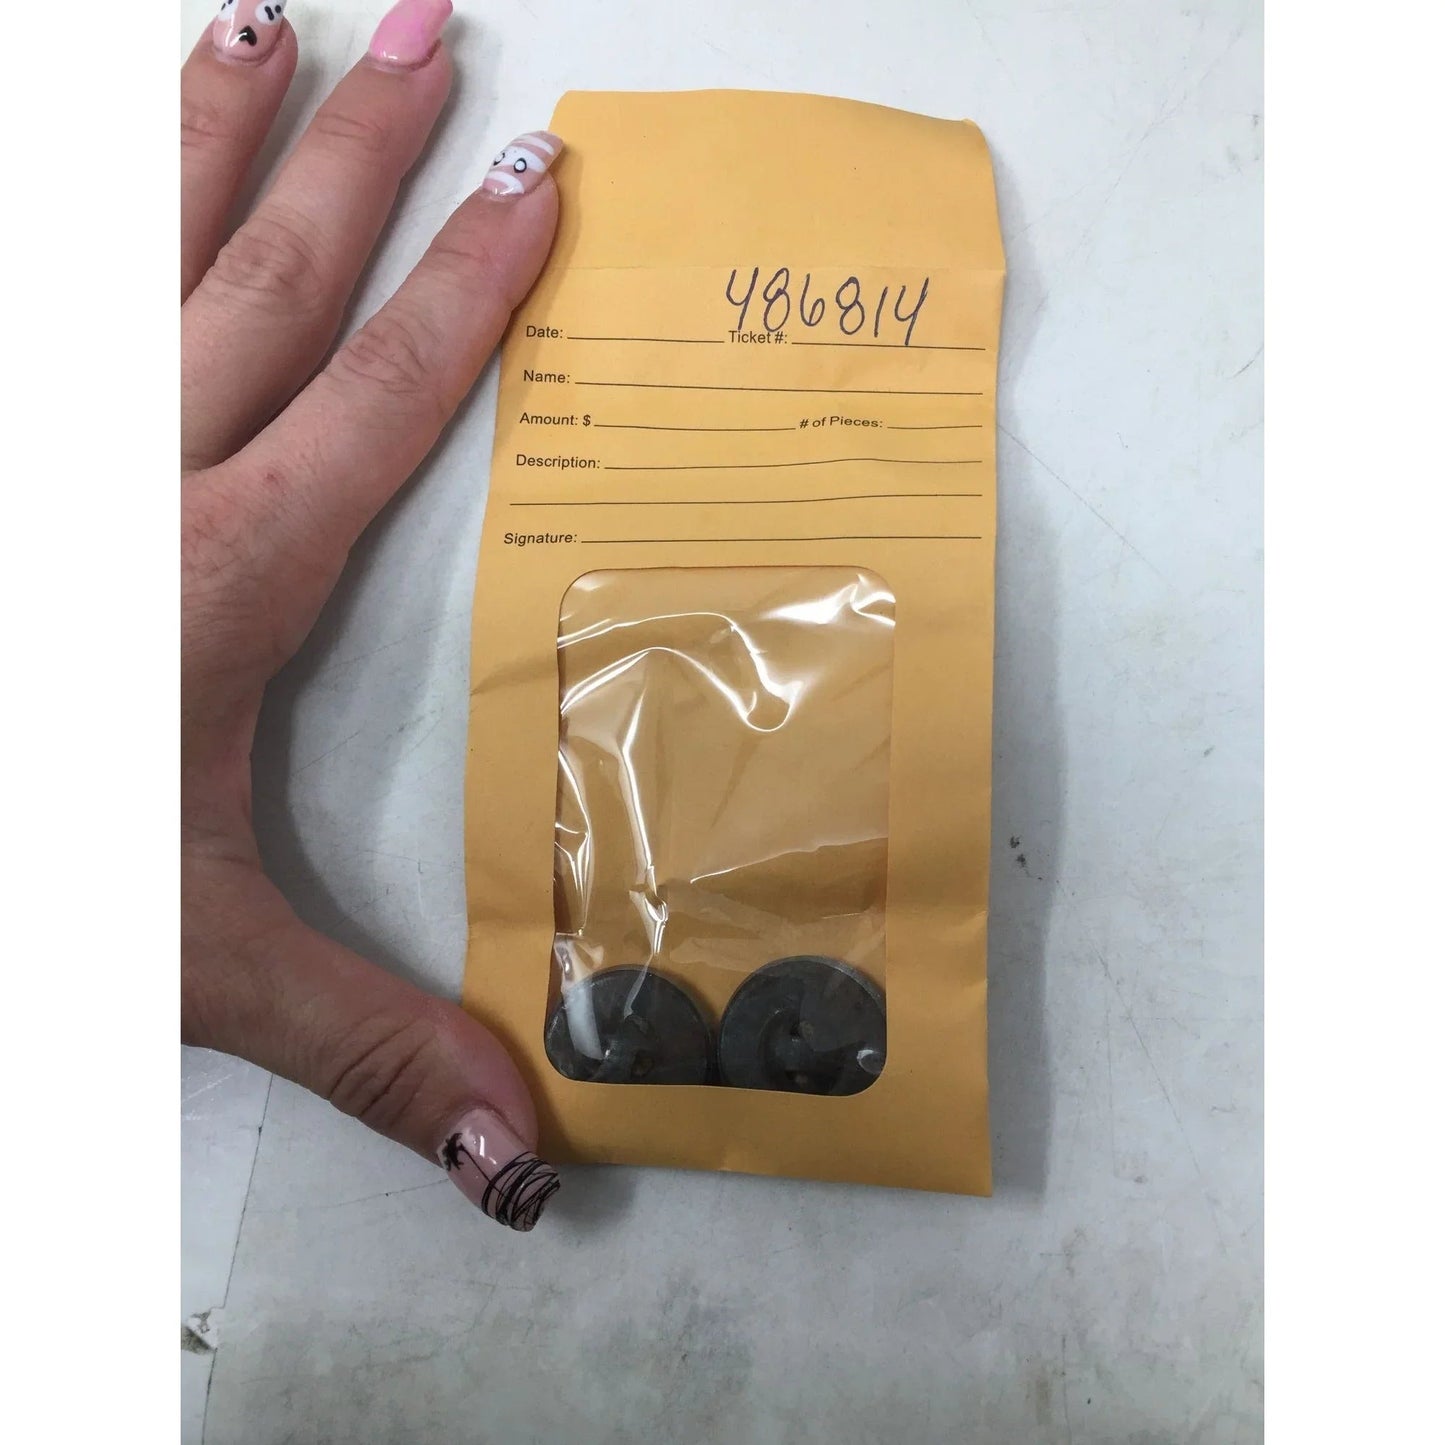 486814
Date: Ticket #:
Name:
Amount: $ # of Pieces:
Description:
Signature: